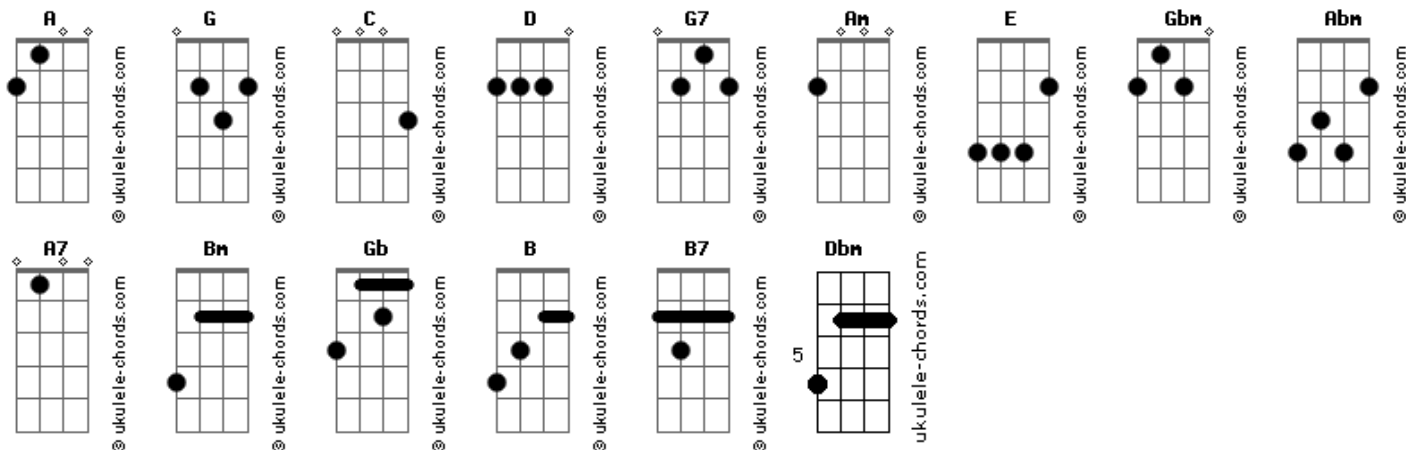 A G C D G7 Am E Gbm Abm
© ukulele-chords.com © ukulele-chords.com © ukulele-chords.com © ukulele-chords.com © ukulele-chords.com © ukulele-chords.com © ukulele-chords.com © ukulele-chords.com © ukulele-chords.com
A7 Bm Gb B B7 Dbm
© ukulele-chords.com © ukulele-chords.com © ukulele-chords.com © ukulele-chords.com © ukulele-chords.com ukulele-chords.com
5